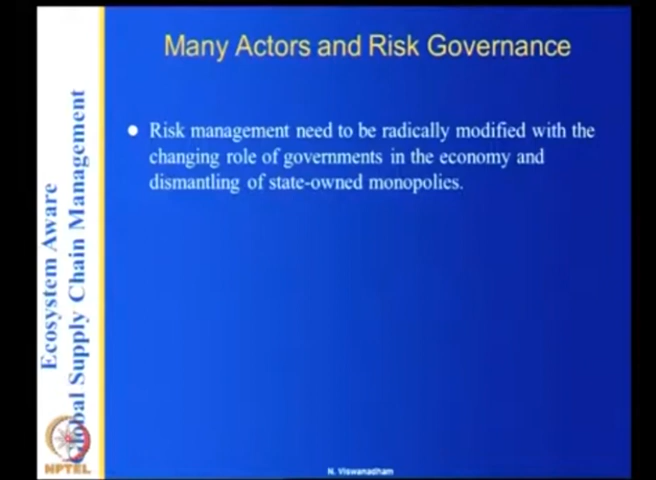 Many Actors and Risk Governance
● Risk management need to be radically modified with the
changing role of governments in the economy and
dismantling of state-owned monopolies.
Ecosystem Aware
Global Supply Chain Management
NPTEL
N. Viswanadham